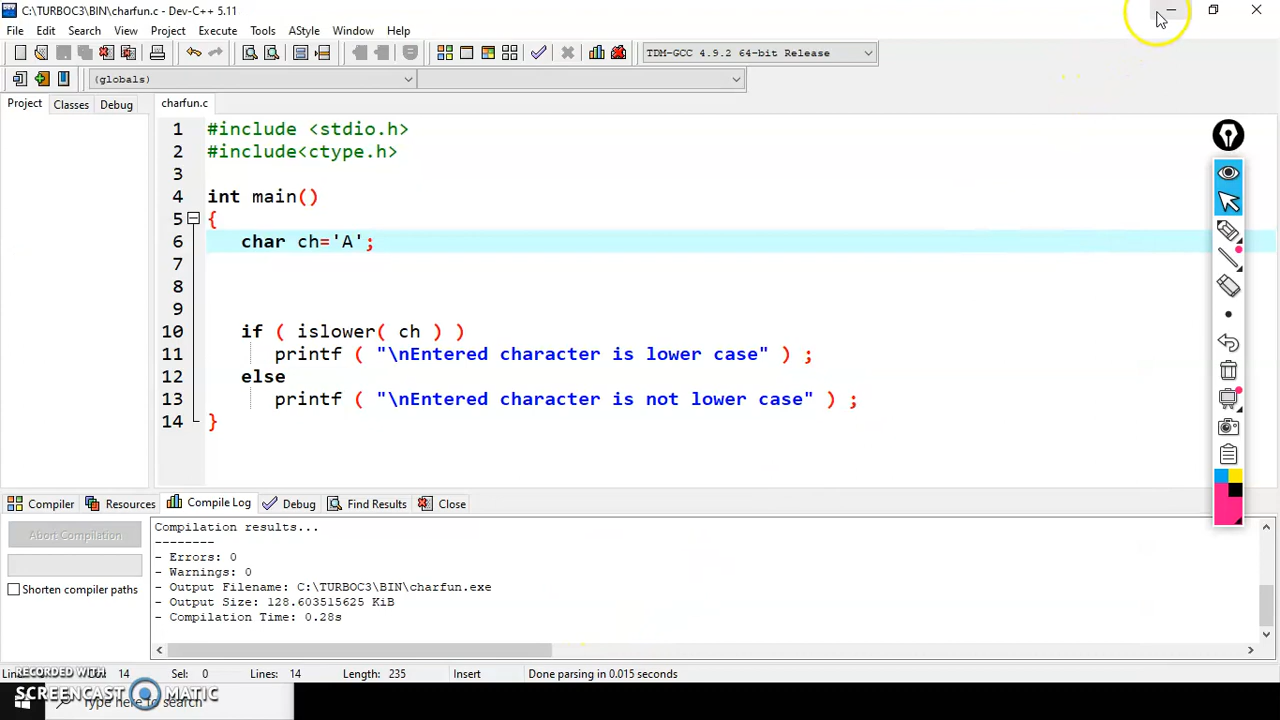 C:\TURBOC3\BIN\charfun.c - Dev-C++ 5.11
File Edit Search View Project Execute Tools AStyle Window Help
TDM-GCC 4.9.2 64-bit Release
(globals)
Project Classes Debug
charfun.c
1 #include <stdio.h>
2 #include<ctype.h>
3
4 int main()
5 {
6 char ch='A';
7
8
9
10 if ( islower( ch ) )
11 printf ( "\nEntered character is lower case" ) ;
12 else
13 printf ( "\nEntered character is not lower case" ) ;
14 }
Compiler Resources Compile Log Debug Find Results Close
Abort Compilation
Shorten compiler paths
Compilation results...
--------
- Errors: 0
- Warnings: 0
- Output Filename: C:\TURBOC3\BIN\charfun.exe
- Output Size: 128.603515625 KiB
- Compilation Time: 0.28s
14 Sel: 0 Lines: 14 Length: 235 Insert Done parsing in 0.015 seconds
RECORDED WITH
SCREENCAST MATIC
Type here to search